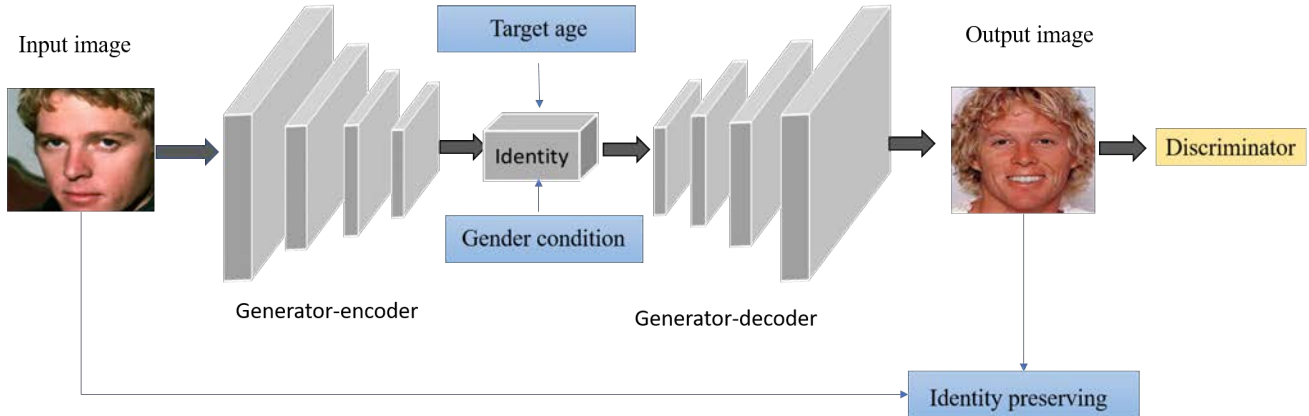 Input image
Target age
Output image
Identity
Discriminator
Gender condition
Generator-encoder
Generator-decoder
Identity preserving